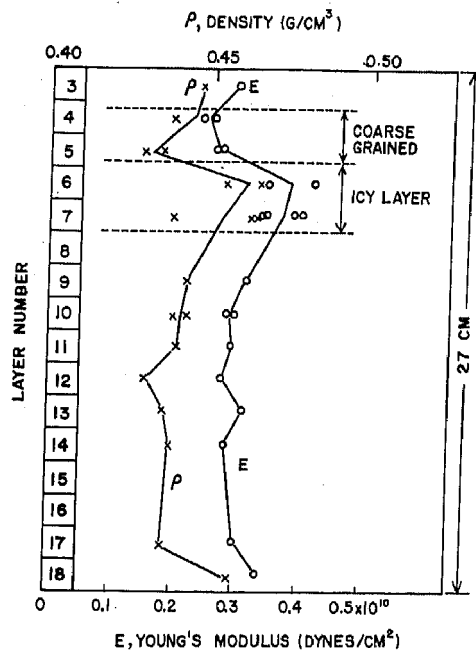 ρ, DENSITY (G/CM³)
0.40 0.45 0.50
3
4
5
6
7
8
9
10
11
12
13
14
15
16
17
18
LAYER NUMBER
ρ E
COARSE
GRAINED
ICY LAYER
27 CM
ρ E
0 0.1 0.2 0.3 0.4 0.5x10¹⁰
E, YOUNG'S MODULUS (DYNES/CM²)